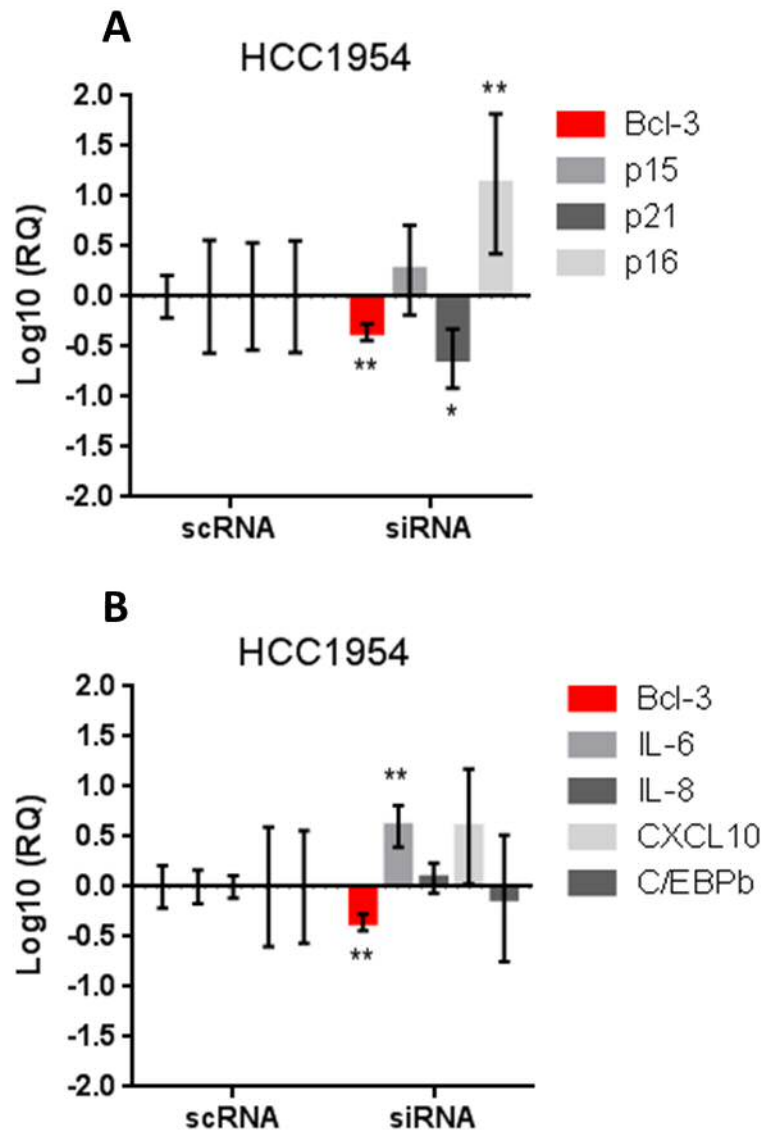 A
HCC1954
Log10 (RQ)
2.0
1.5
1.0
0.5
0.0
-0.5
-1.0
-1.5
-2.0
**
**
*
scRNA
siRNA
Bcl-3
p15
p21
p16
B
HCC1954
Log10 (RQ)
2.0
1.5
1.0
0.5
0.0
-0.5
-1.0
-1.5
-2.0
**
**
scRNA
siRNA
Bcl-3
IL-6
IL-8
CXCL10
C/EBPb